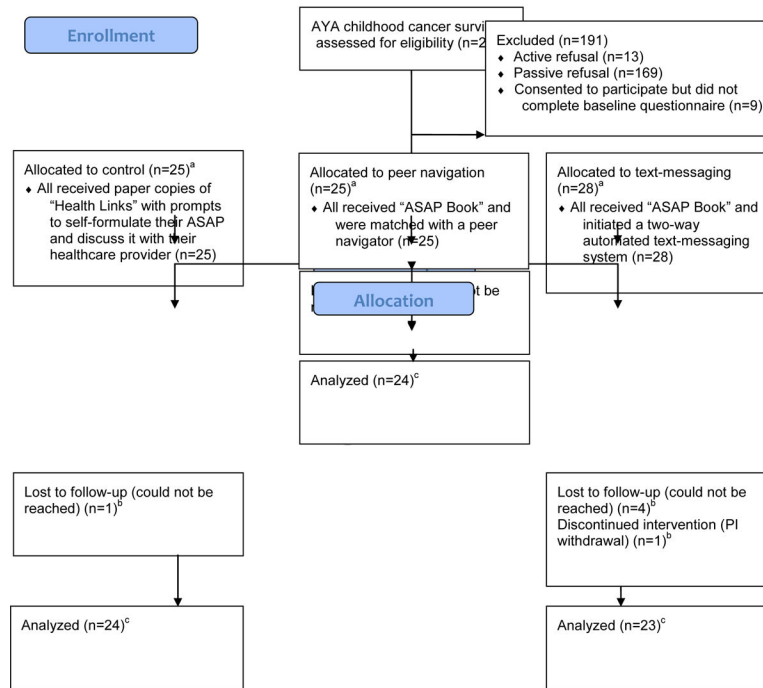 Enrollment
AYA childhood cancer
assessed for eligibility
Excluded (n=191)
♦ Active refusal (n=13)
♦ Passive refusal (n=169)
♦ Consented to participate but did not
complete baseline questionnaire (n=9)
Allocated to control (n=25)ᵃ
♦ All received paper copies of
“Health Links” with prompts
to self-formulate their ASAP
and discuss it with their
healthcare provider (n=25)
Allocated to peer navigation
(n=25)ᵃ
♦ All received “ASAP Book” and
were matched with a peer
navigator (n=25)
Allocated to text-messaging
(n=28)ᵃ
♦ All received “ASAP Book” and
initiated a two-way
automated text-messaging
system (n=28)
be
Allocation
Analyzed (n=24)ᶜ
Lost to follow-up (could not be
reached) (n=1)ᵇ
Lost to follow-up (could not be
reached) (n=4)ᵇ
Discontinued intervention (PI
withdrawal) (n=1)ᵇ
Analyzed (n=24)ᶜ
Analyzed (n=23)ᶜ